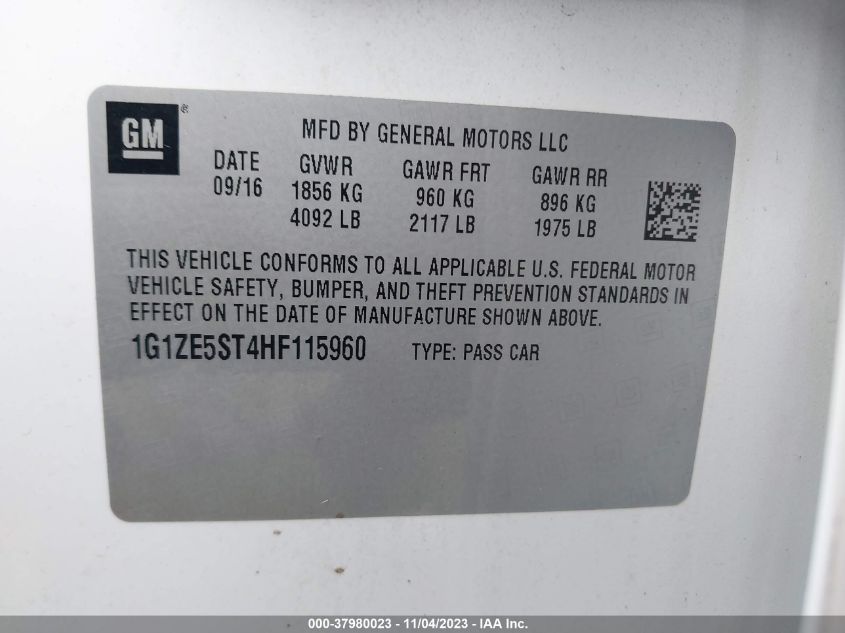 GM®
MFD BY GENERAL MOTORS LLC
DATE GVWR GAWR FRT GAWR RR
09/16 1856 KG 960 KG 896 KG
4092 LB 2117 LB 1975 LB
THIS VEHICLE CONFORMS TO ALL APPLICABLE U.S. FEDERAL MOTOR
VEHICLE SAFETY, BUMPER, AND THEFT PREVENTION STANDARDS IN
EFFECT ON THE DATE OF MANUFACTURE SHOWN ABOVE.
1G1ZE5ST4HF115960 TYPE: PASS CAR
000-37980023 - 11/04/2023 - IAAI.com